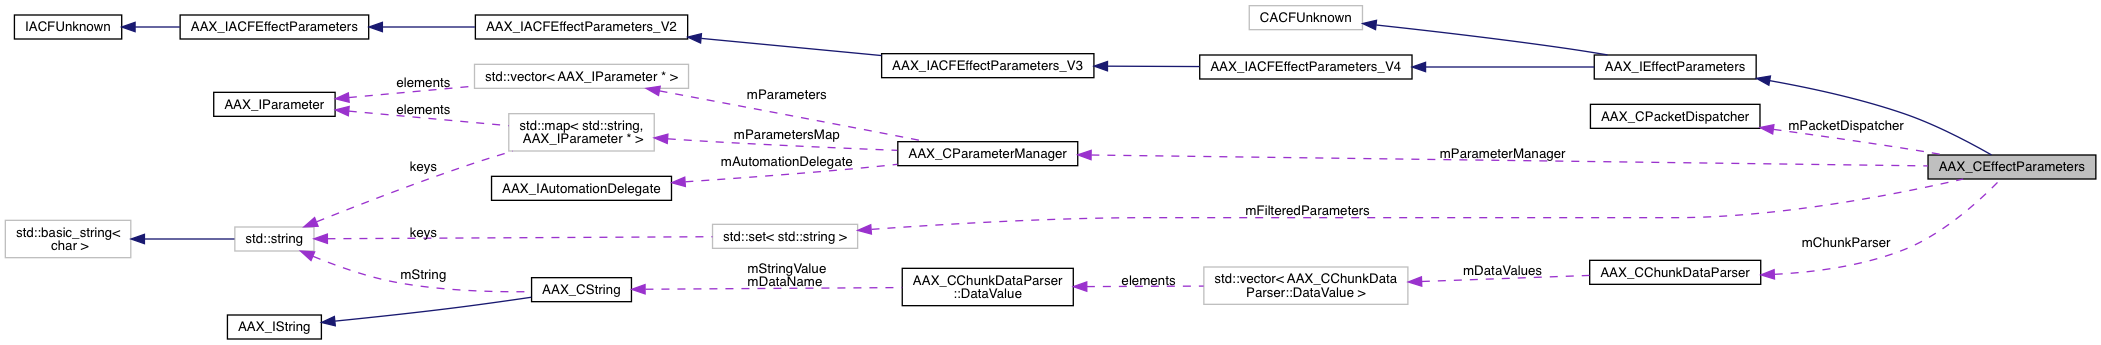 CACFUnknown
IACFUnknown
AAX_IACFEffectParameters
AAX_IACFEffectParameters_V2
AAX_IACFEffectParameters_V3
AAX_IACFEffectParameters_V4
AAX_IEffectParameters
elements
std::vector< AAX_IParameter * >
mParameters
AAX_IParameter
elements
std::map< std::string,
AAX_IParameter * >
mParametersMap
AAX_CPacketDispatcher
mPacketDispatcher
AAX_CParameterManager
mParameterManager
AAX_CEffectParameters
mAutomationDelegate
keys
AAX_IAutomationDelegate
mFilteredParameters
std::basic_string<
char >
std::string
keys
std::set< std::string >
mChunkParser
mString
AAX_CString
mStringValue
mDataName
AAX_CChunkDataParser
::DataValue
elements
std::vector< AAX_CChunkData
Parser::DataValue >
mDataValues
AAX_CChunkDataParser
AAX_IString